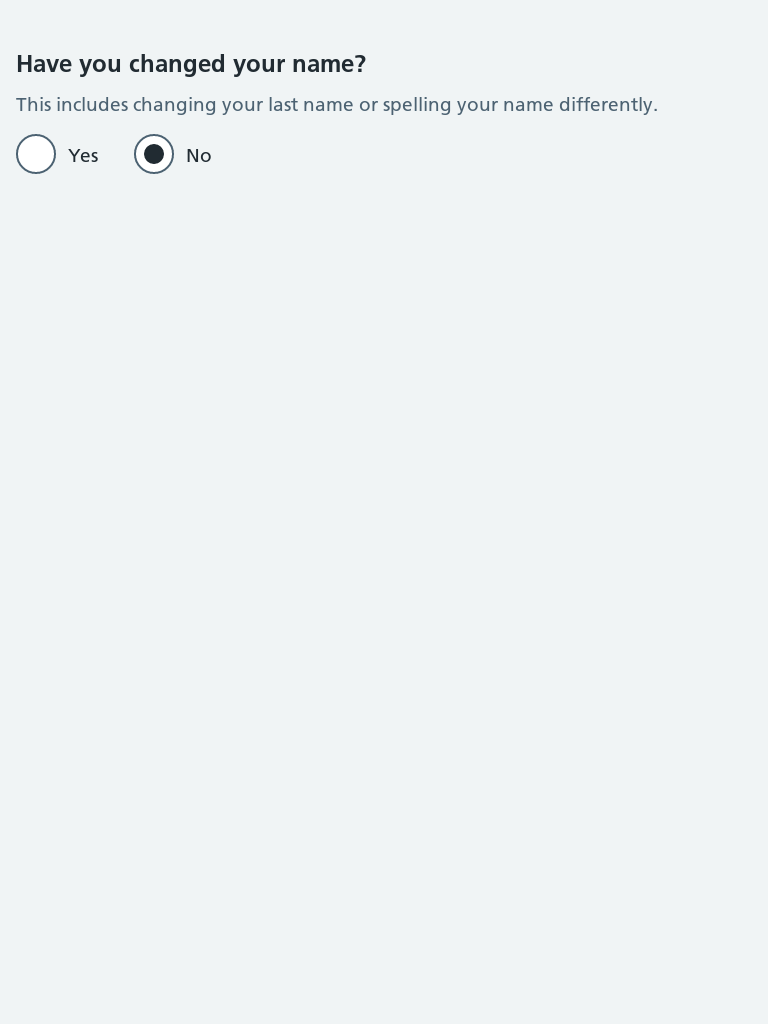 Have you changed your name?
This includes changing your last name or spelling your name differently.
Yes No